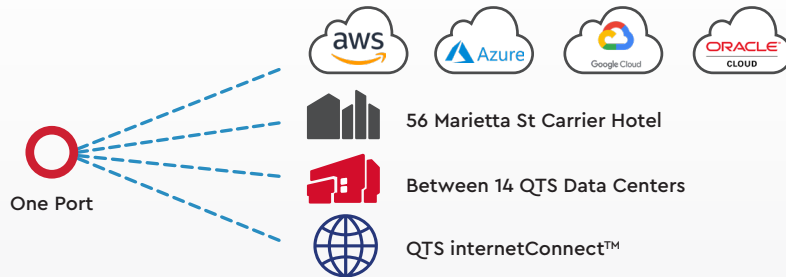 aws
Azure
Google Cloud
ORACLE®
CLOUD
56 Marietta St Carrier Hotel
Between 14 QTS Data Centers
One Port
QTS internetConnect™